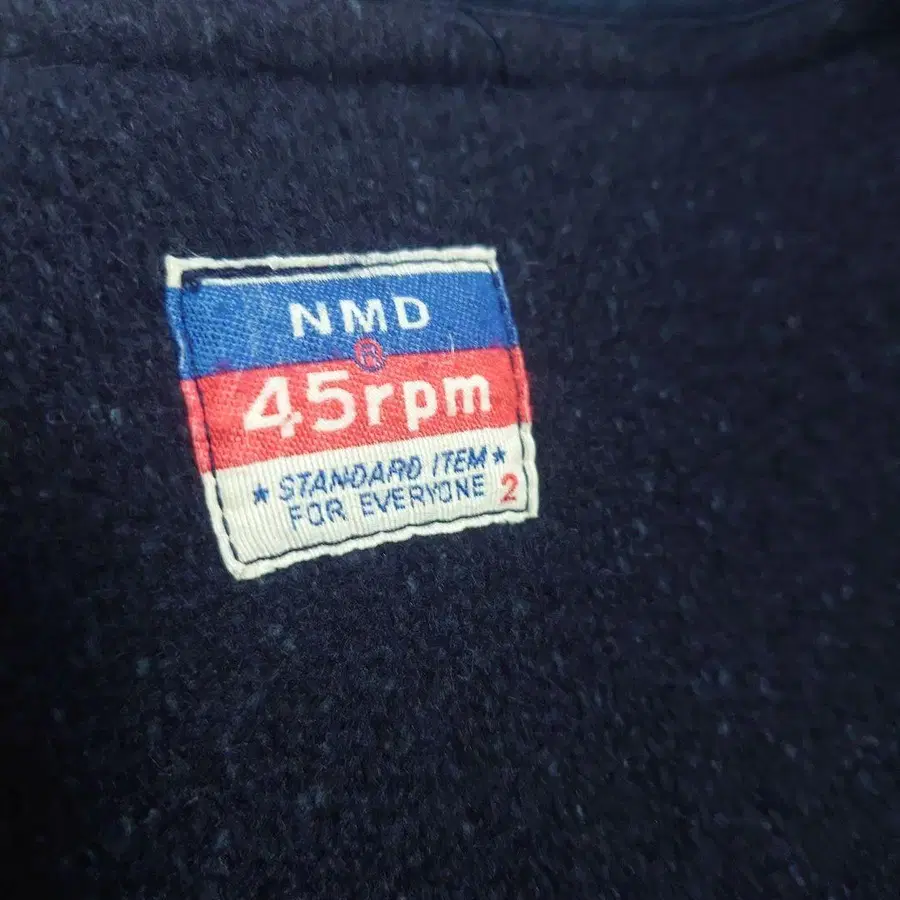 NMD
®
45rpm
★ STANDARD ITEM ★
FOR EVERYONE 2